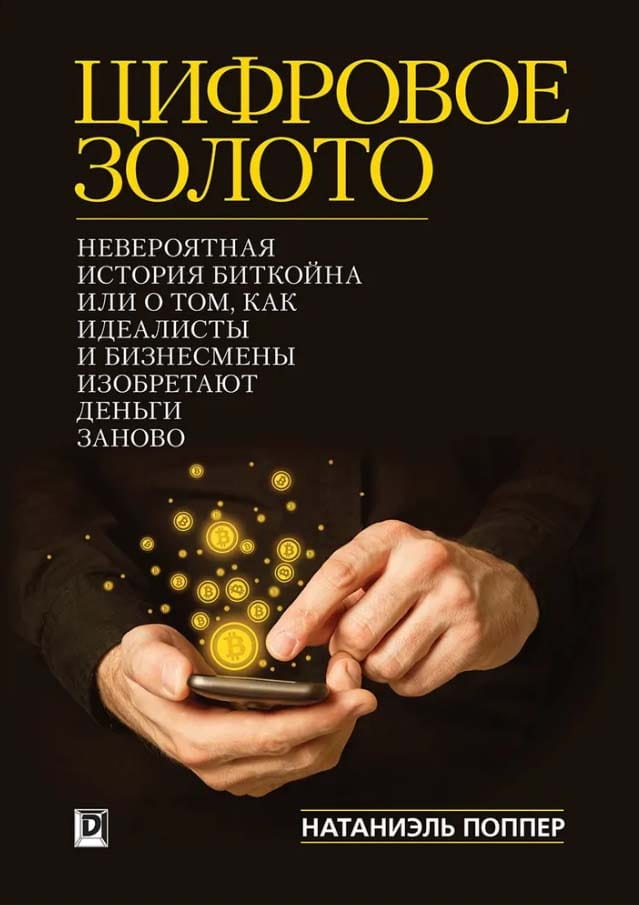 ЦИФРОВОЕ
ЗОЛОТО
НЕВЕРОЯТНАЯ
ИСТОРИЯ БИТКОЙНА
ИЛИ О ТОМ, КАК
ИДЕАЛИСТЫ
И БИЗНЕСМЕНЫ
ИЗОБРЕТАЮТ
ДЕНЬГИ
ЗАНОВО
D
НАТАНИЭЛЬ ПОППЕР